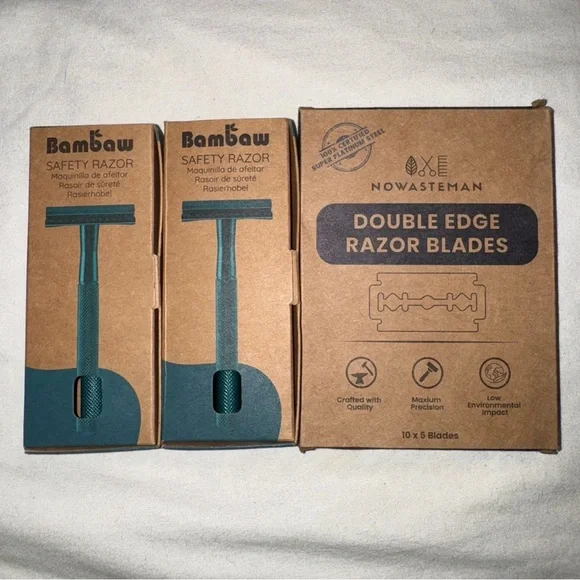 Bambaw
SAFETY RAZOR
Maquinilla de afeitar
Rasoir de sûreté
Rasierhobel
Bambaw
SAFETY RAZOR
Maquinilla de afeitar
Rasoir de sûreté
Rasierhobel
100% CERTIFIED
SUPER PLATINUM STEEL
NOWASTEMAN
DOUBLE EDGE
RAZOR BLADES
Crafted with
Quality
Maxium
Precision
Low
Environmental
Impact
10 x 5 Blades